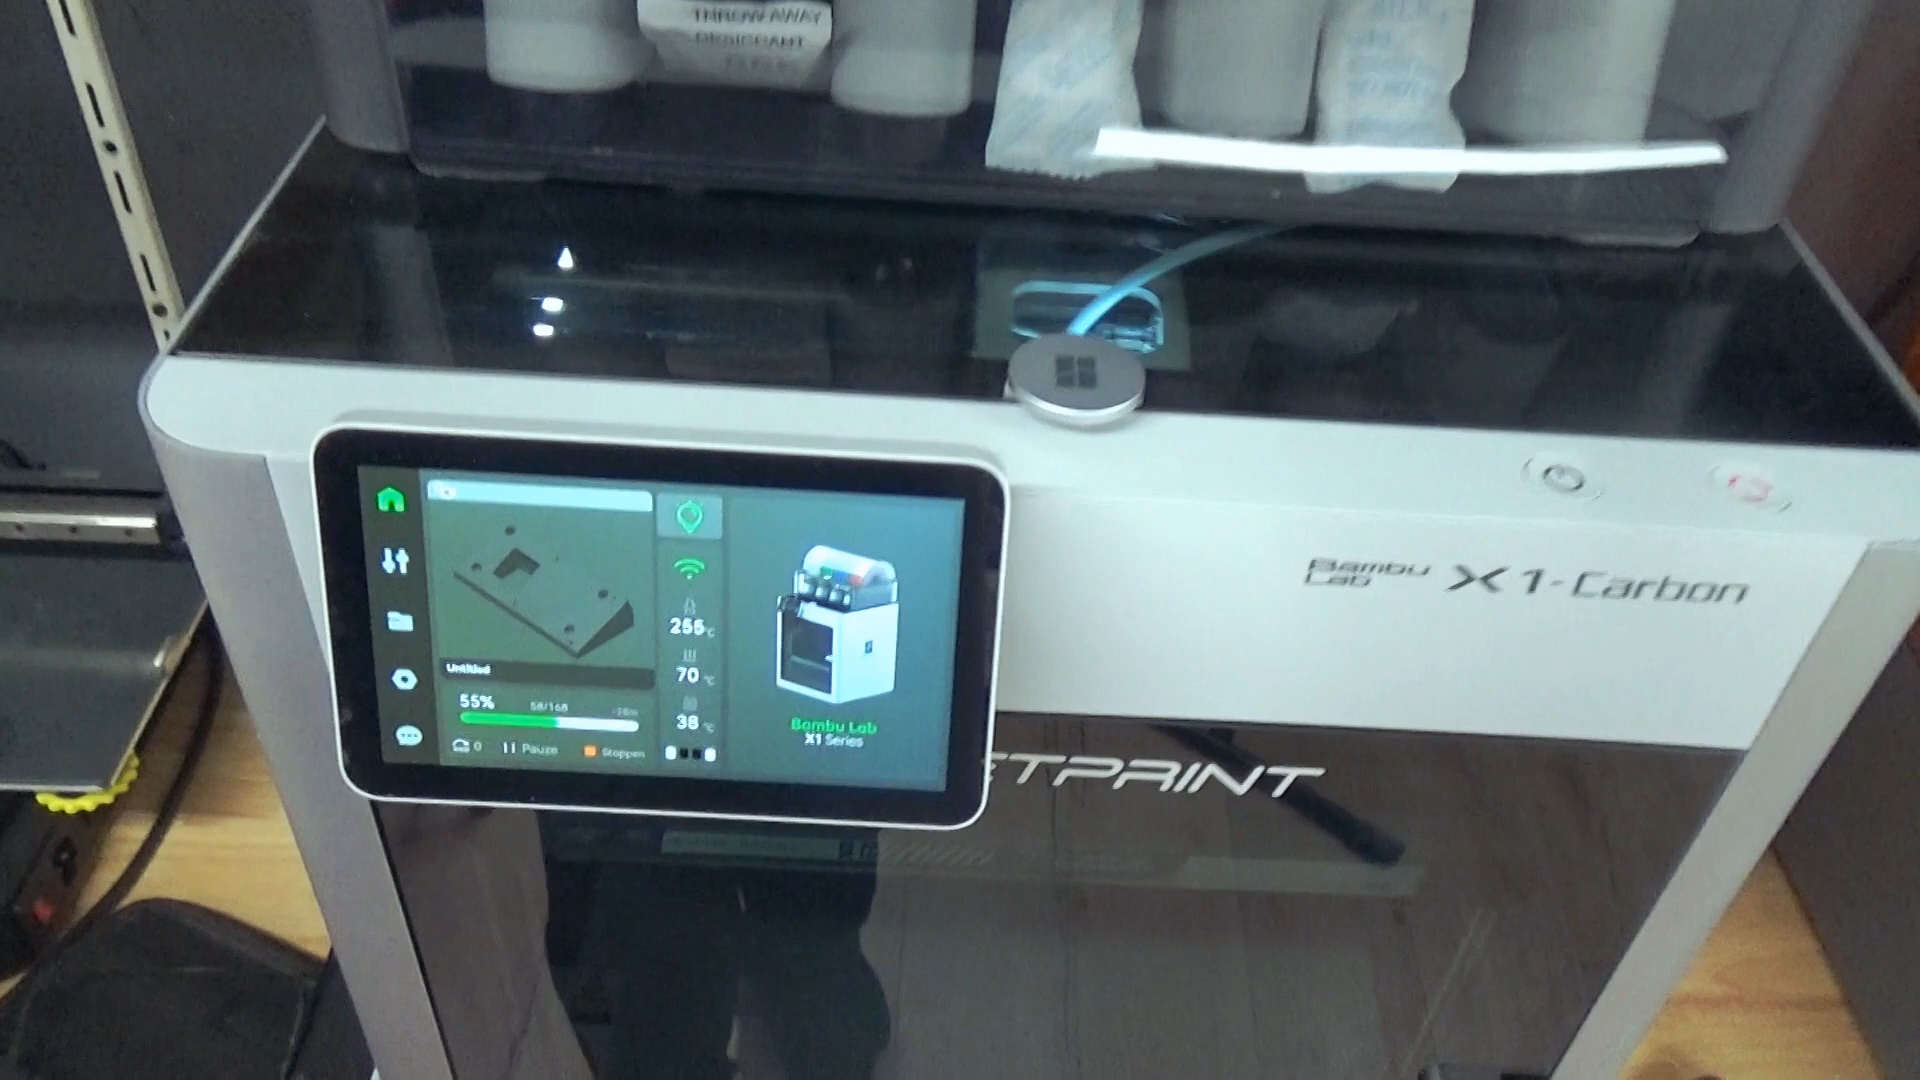 THROW AWAY
DESICCANT
Bambu
Lab
X1-Carbon
Untitled
55%
58/168
255°C
70 °C
38 °C
0
Pauze
Stoppen
Bambu Lab
X1 Series
ETPRINT